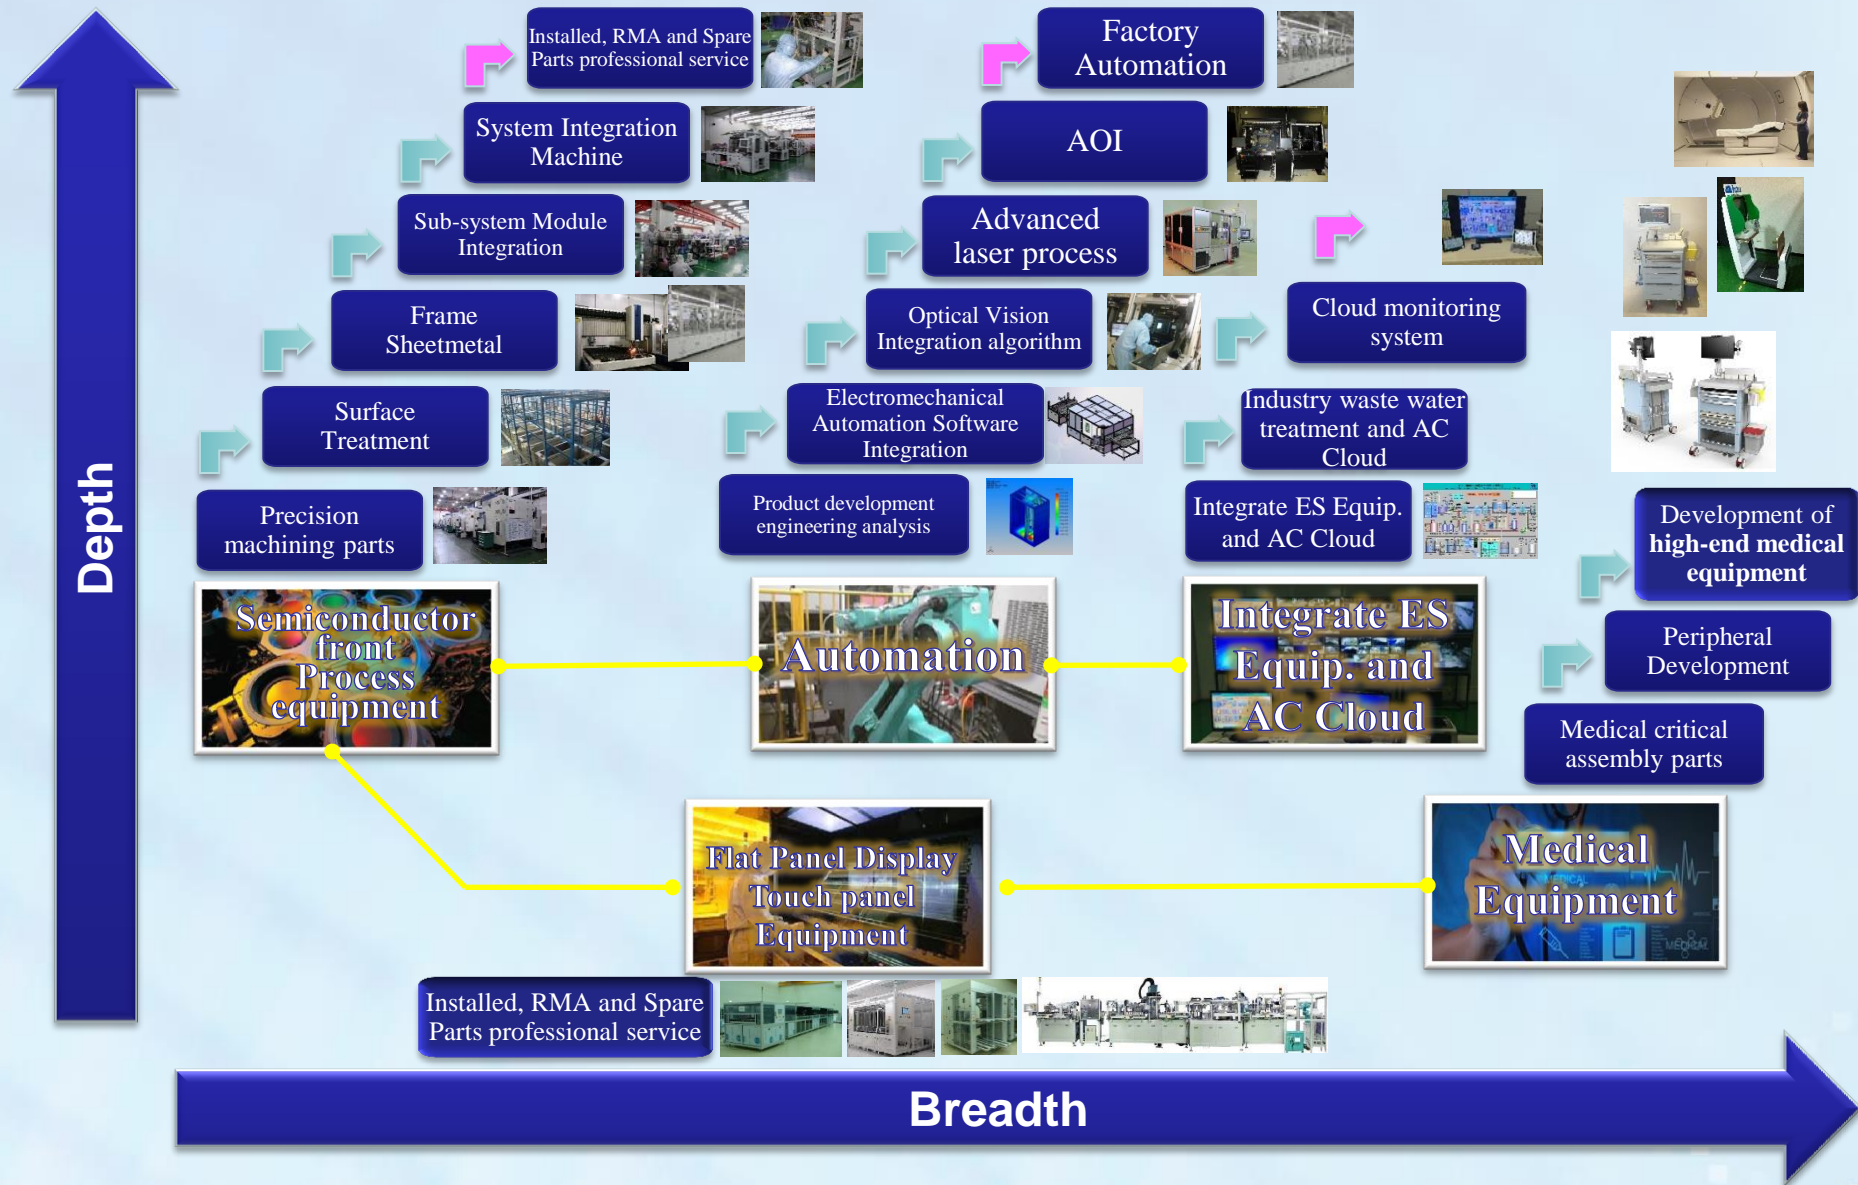 Depth
Installed, RMA and Spare
Parts professional service
System Integration
Machine
Sub-system Module
Integration
Frame
Sheetmetal
Surface
Treatment
Precision
machining parts
Semiconductor
front
Process
equipment
Factory
Automation
AOI
Advanced
laser process
Optical Vision
Integration algorithm
Electromechanical
Automation Software
Integration
Product development
engineering analysis
Automation
Cloud monitoring
system
Industry waste water
treatment and AC
Cloud
Integrate ES Equip.
and AC Cloud
Integrate ES
Equip. and
AC Cloud
Development of
high-end medical
equipment
Peripheral
Development
Medical critical
assembly parts
Medical
Equipment
MEDICAL
MEDICAL
Flat Panel Display
Touch panel
Equipment
Installed, RMA and Spare
Parts professional service
Breadth